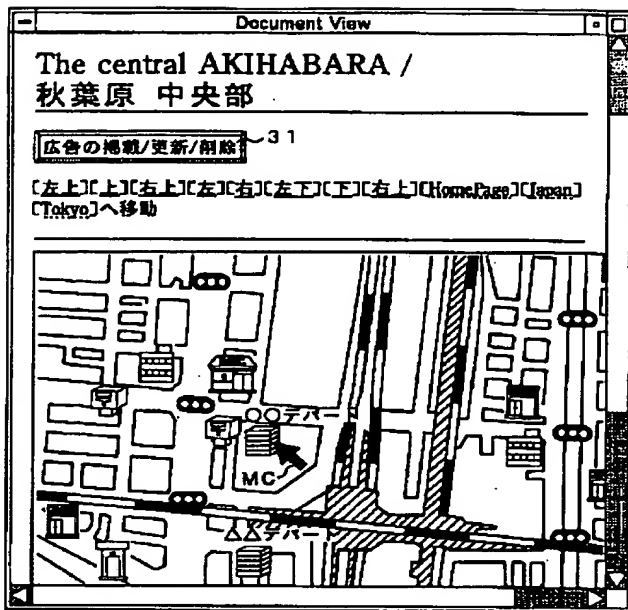 Document View
The central AKIHABARA /
秋葉原 中央部
広告の掲載/更新/削除
31
[左上][上][右上][左][右][左下][下][右上][HomePage][Japan]
[Tokyo]へ移動
○○デパート
MC
△△デパート